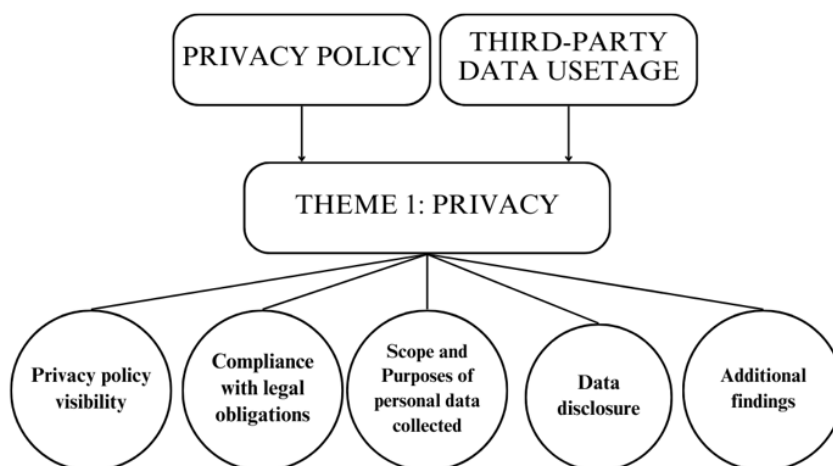 PRIVACY POLICY
THIRD-PARTY
DATA USETAGE
THEME 1: PRIVACY
Privacy policy
visibility
Compliance
with legal
obligations
Scope and
Purposes of
personal data
collected
Data
disclosure
Additional
findings